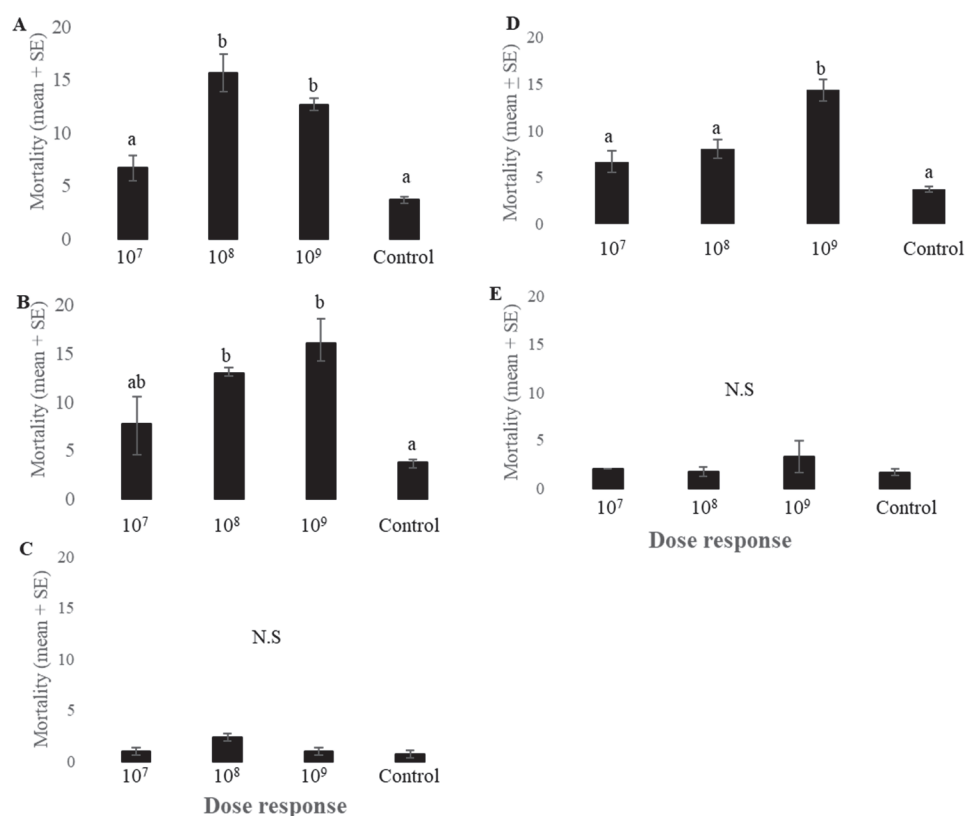 A
Mortality (mean + SE)
20
15
10
5
0
a
b
b
a
10⁷
10⁸
10⁹
Control
B
Mortality (mean + SE)
20
15
10
5
0
ab
b
b
a
10⁷
10⁸
10⁹
Control
C
Mortality (mean + SE)
20
15
10
5
0
N.S
10⁷
10⁸
10⁹
Control
Dose response
D
Mortality (mean ± SE)
20
15
10
5
0
a
a
b
a
10⁷
10⁸
10⁹
Control
E
Mortality (mean + SE)
20
15
10
5
0
N.S
10⁷
10⁸
10⁹
Control
Dose response